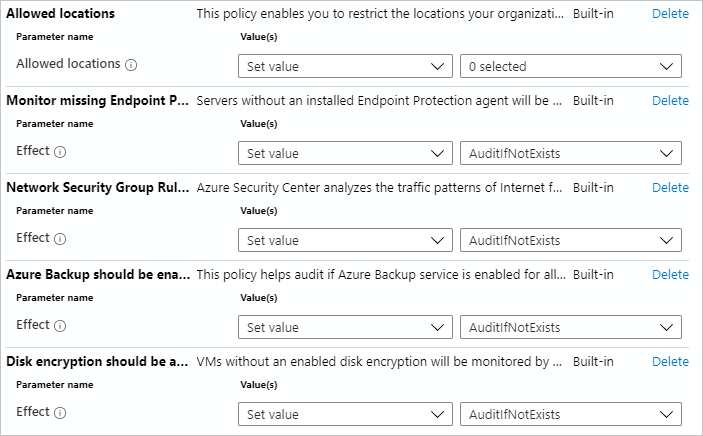 Allowed locations This policy enables you to restrict the locations your organizati... Built-in Delete
Parameter name Value(s)
Allowed locations Set value 0 selected
Monitor missing Endpoint P... Servers without an installed Endpoint Protection agent will be ... Built-in Delete
Parameter name Value(s)
Effect Set value AuditIfNotExists
Network Security Group Rul... Azure Security Center analyzes the traffic patterns of Internet f... Built-in Delete
Parameter name Value(s)
Effect Set value AuditIfNotExists
Azure Backup should be ena... This policy helps audit if Azure Backup service is enabled for all... Built-in Delete
Parameter name Value(s)
Effect Set value AuditIfNotExists
Disk encryption should be a... VMs without an enabled disk encryption will be monitored by ... Built-in Delete
Parameter name Value(s)
Effect Set value AuditIfNotExists